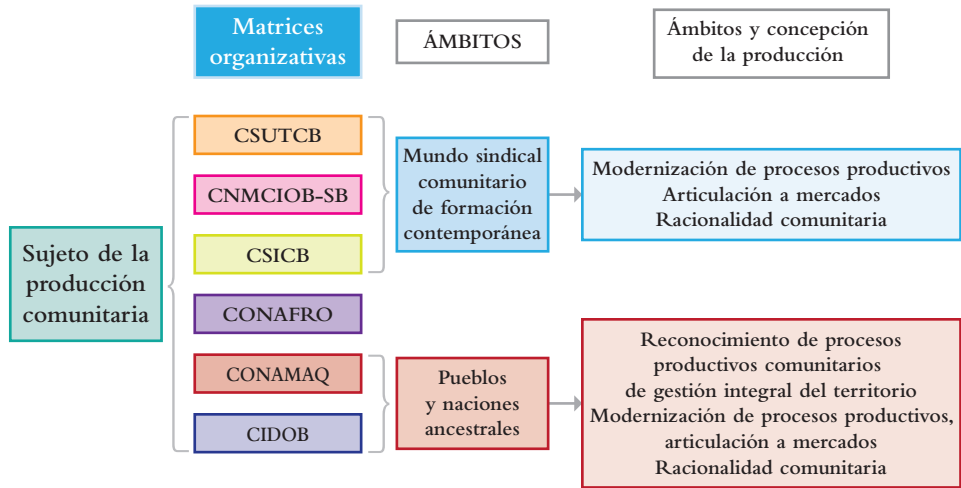 Matrices
organizativas
ÁMBITOS
Ámbitos y concepción
de la producción
Sujeto de la
producción
comunitaria
CSUTCB
CNMCIOB-SB
CSICB
CONAFRO
CONAMAQ
CIDOB
Mundo sindical
comunitario
de formación
contemporánea
Modernización de procesos productivos
Articulación a mercados
Racionalidad comunitaria
Pueblos
y naciones
ancestrales
Reconocimiento de procesos
productivos comunitarios
de gestión integral del territorio
Modernización de procesos productivos,
articulación a mercados
Racionalidad comunitaria